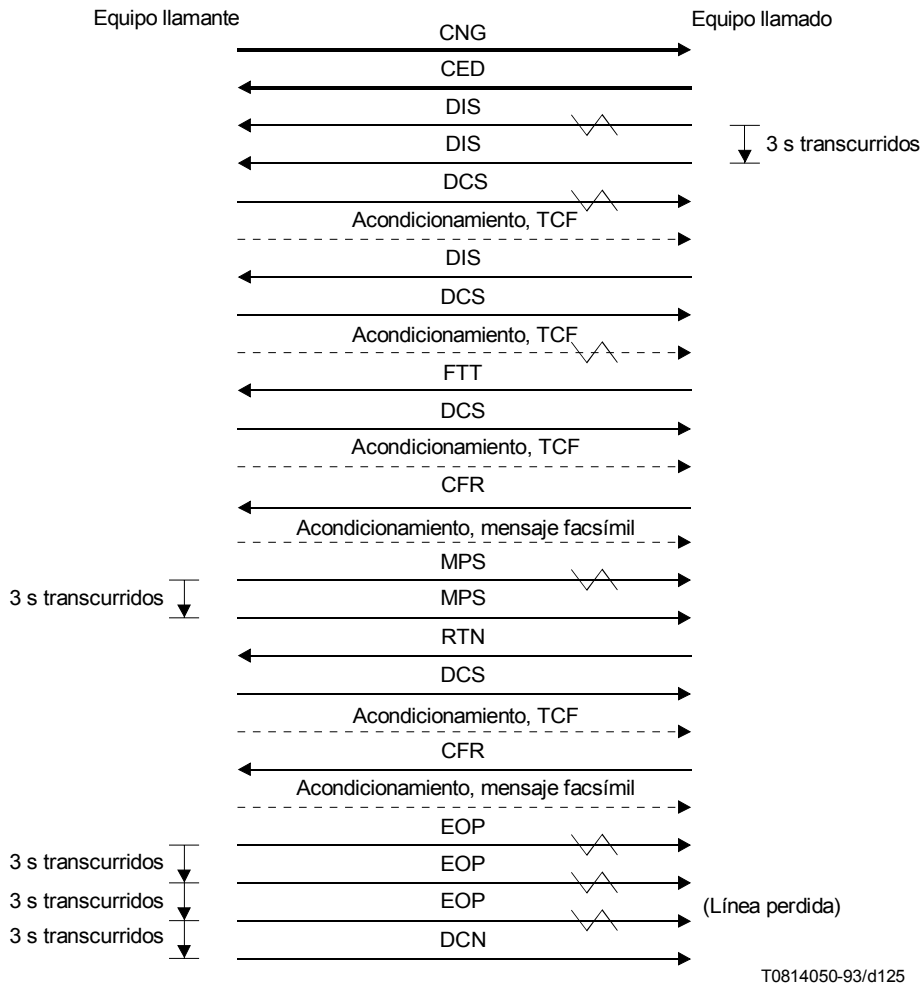 Equipo llamante
Equipo llamado
CNG
CED
DIS
DIS
3 s transcurridos
DCS
Acondicionamiento, TCF
DIS
DCS
Acondicionamiento, TCF
FTT
DCS
Acondicionamiento, TCF
CFR
Acondicionamiento, mensaje facsímil
MPS
3 s transcurridos
MPS
RTN
DCS
Acondicionamiento, TCF
CFR
Acondicionamiento, mensaje facsímil
EOP
3 s transcurridos
EOP
3 s transcurridos
EOP
(Línea perdida)
3 s transcurridos
DCN
T0814050-93/d125